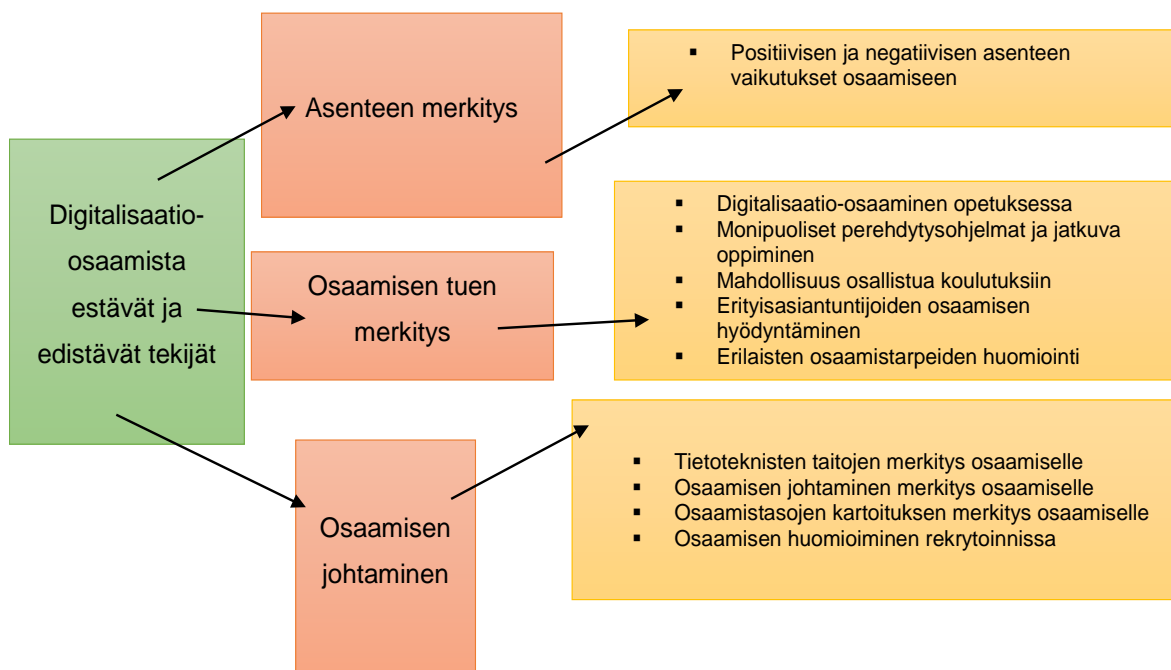 Digitalisaatio-
osaamista
estävät ja
edistävät tekijät
Asenteen merkitys
▪ Positiivisen ja negatiivisen asenteen
vaikutukset osaamiseen
Osaamisen tuen
merkitys
▪ Digitalisaatio-osaaminen opetuksessa
▪ Monipuoliset perehdytysohjelmat ja jatkuva
oppiminen
▪ Mahdollisuus osallistua koulutuksiin
▪ Erityisasiantuntijoiden osaamisen
hyödyntäminen
▪ Erilaisten osaamistarpeiden huomiointi
Osaamisen
johtaminen
▪ Tietoteknisten taitojen merkitys osaamiselle
▪ Osaamisen johtaminen merkitys osaamiselle
▪ Osaamistasojen kartoituksen merkitys osaamiselle
▪ Osaamisen huomioiminen rekrytoinnissa